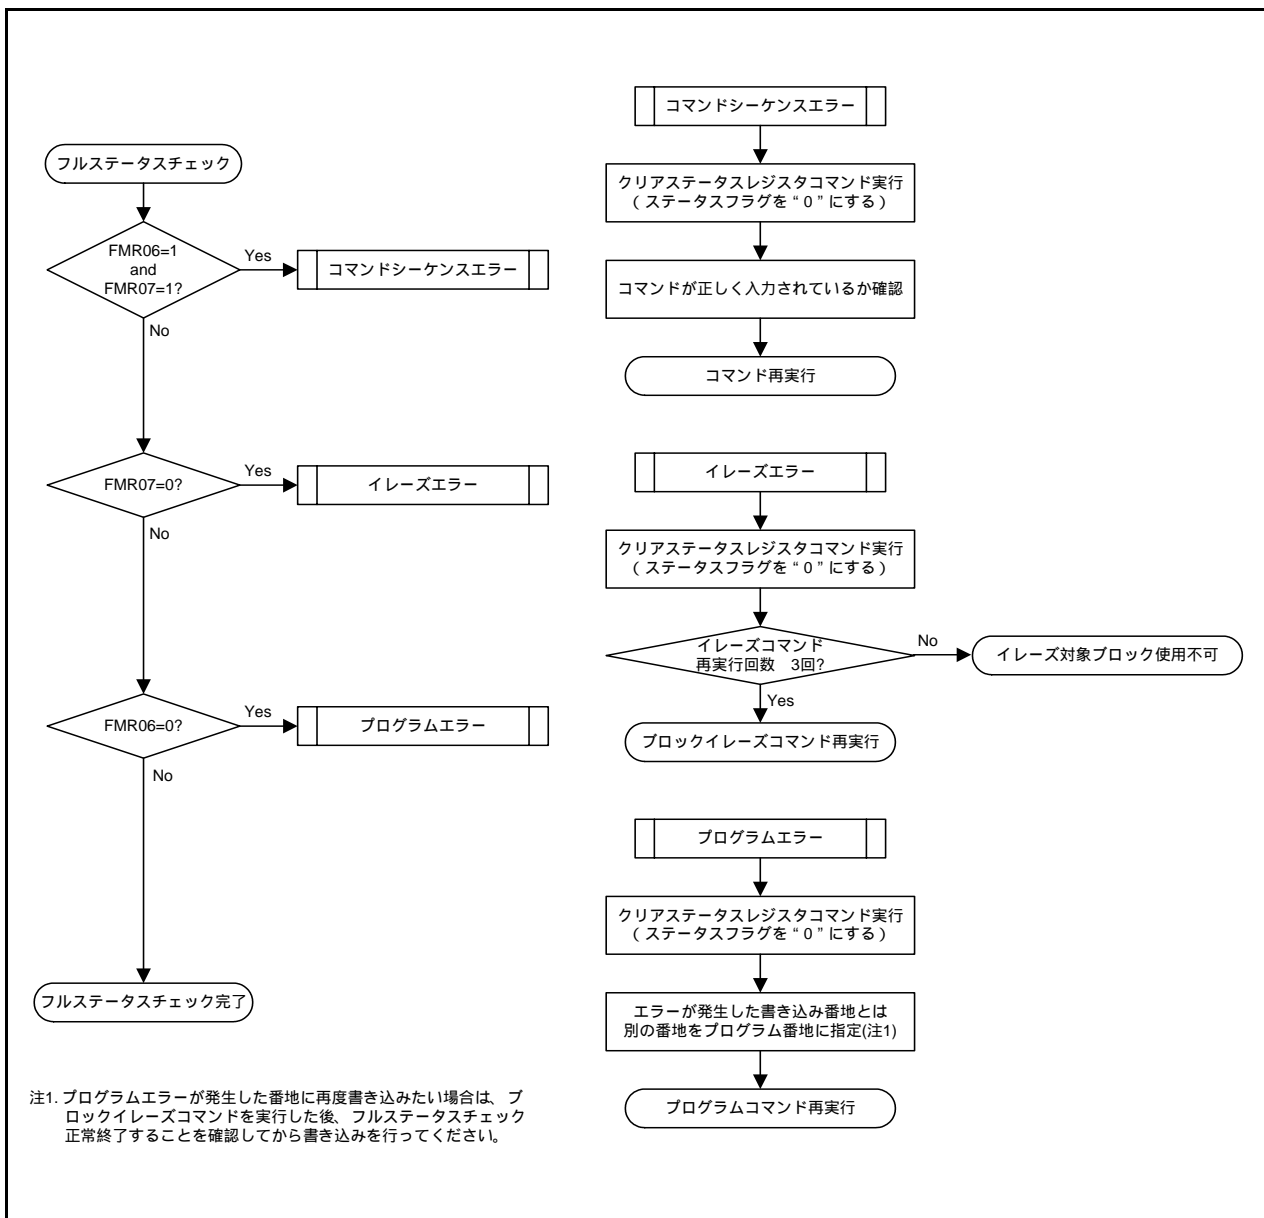 フルステータスチェック
FMR06=1
and
FMR07=1?
Yes
コマンドシーケンスエラー
No
FMR07=0?
Yes
イレーズエラー
No
FMR06=0?
Yes
プログラムエラー
No
フルステータスチェック完了
注1. プログラムエラーが発生した番地に再度書き込みたい場合は、ブ
ロックイレーズコマンドを実行した後、フルステータスチェック
正常終了することを確認してから書き込みを行ってください。
コマンドシーケンスエラー
クリアステータスレジスタコマンド実行
(ステータスフラグを“0”にする)
コマンドが正しく入力されているか確認
コマンド再実行
イレーズエラー
クリアステータスレジスタコマンド実行
(ステータスフラグを“0”にする)
イレーズコマンド
再実行回数　3回?
No
イレーズ対象ブロック使用不可
Yes
ブロックイレーズコマンド再実行
プログラムエラー
クリアステータスレジスタコマンド実行
(ステータスフラグを“0”にする)
エラーが発生した書き込み番地とは
別の番地をプログラム番地に指定(注1)
プログラムコマンド再実行